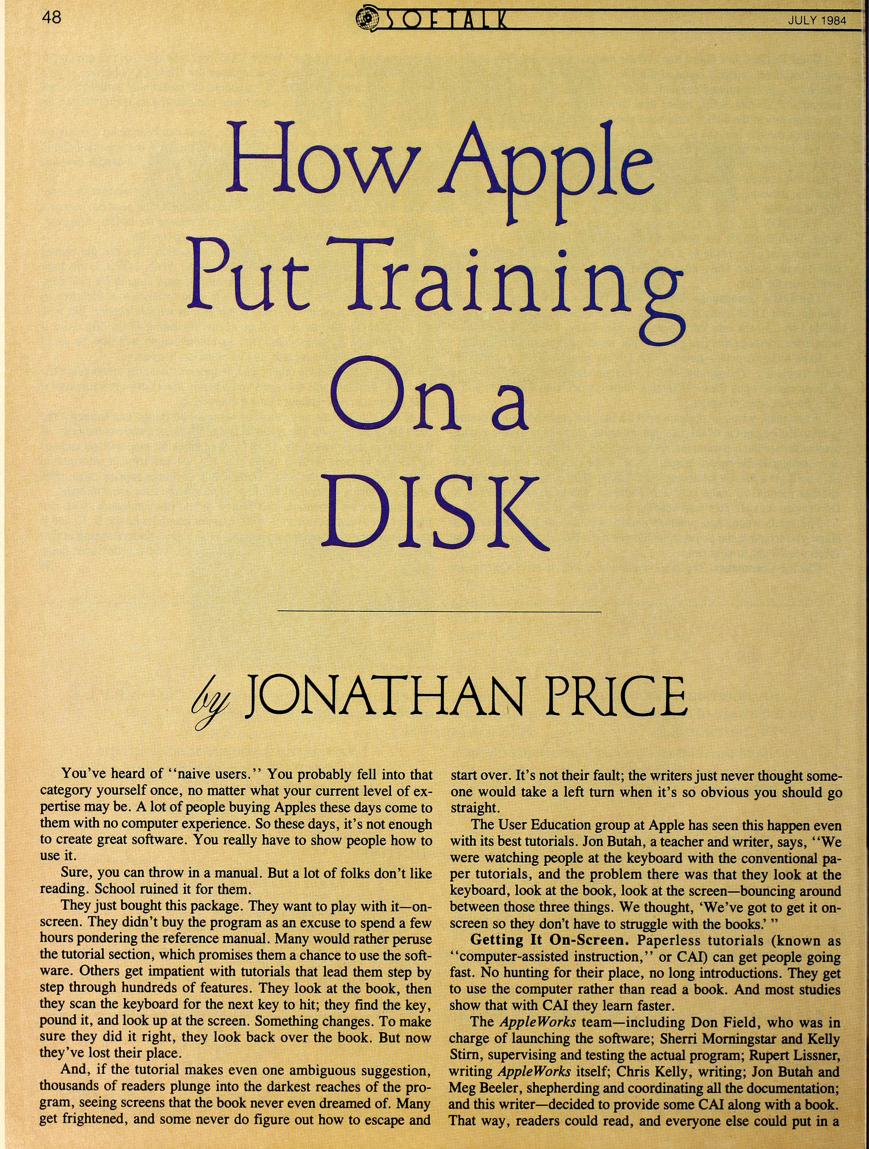 48
SOFTALK
JULY 1984
How Apple
Put Training
On a
DISK
by JONATHAN PRICE
You've heard of ‘‘naive users.’’ You probably fell into that
category yourself once, no matter what your current level of ex-
pertise may be. A lot of people buying Apples these days come to
them with no computer experience. So these days, it's not enough
to create great software. You really have to show people how to
use it.
Sure, you can throw in a manual. But a lot of folks don't like
reading. School ruined it for them.
They just bought this package. They want to play with it—on-
screen. They didn't buy the program as an excuse to spend a few
hours pondering the reference manual. Many would rather peruse
the tutorial section, which promises them a chance to use the soft-
ware. Others get impatient with tutorials that lead them step by
step through hundreds of features. They look at the book, then
they scan the keyboard for the next key to hit; they find the key,
pound it, and look up at the screen. Something changes. To make
sure they did it right, they look back over the book. But now
they've lost their place.
And, if the tutorial makes even one ambiguous suggestion,
thousands of readers plunge into the darkest reaches of the pro-
gram, seeing screens that the book never even dreamed of. Many
get frightened, and some never do figure out how to escape and
start over. It's not their fault; the writers just never thought some-
one would take a left turn when it's so obvious you should go
straight.
The User Education group at Apple has seen this happen even
with its best tutorials. Jon Butah, a teacher and writer, says, ‘‘We
were watching people at the keyboard with the conventional pa-
per tutorials, and the problem there was that they look at the
keyboard, look at the book, look at the screen—bouncing around
between those three things. We thought, ‘We've got to get it on-
screen so they don't have to struggle with the books.’ ’’
Getting It On-Screen. Paperless tutorials (known as
‘‘computer-assisted instruction,’’ or CAI) can get people going
fast. No hunting for their place, no long introductions. They get
to use the computer rather than read a book. And most studies
show that with CAI they learn faster.
The AppleWorks team—including Don Field, who was in
charge of launching the software; Sherri Morningstar and Kelly
Stirn, supervising and testing the actual program; Rupert Lissner,
writing AppleWorks itself; Chris Kelly, writing; Jon Butah and
Meg Beeler, shepherding and coordinating all the documentation;
and this writer—decided to provide some CAI along with a book.
That way, readers could read, and everyone else could put in a